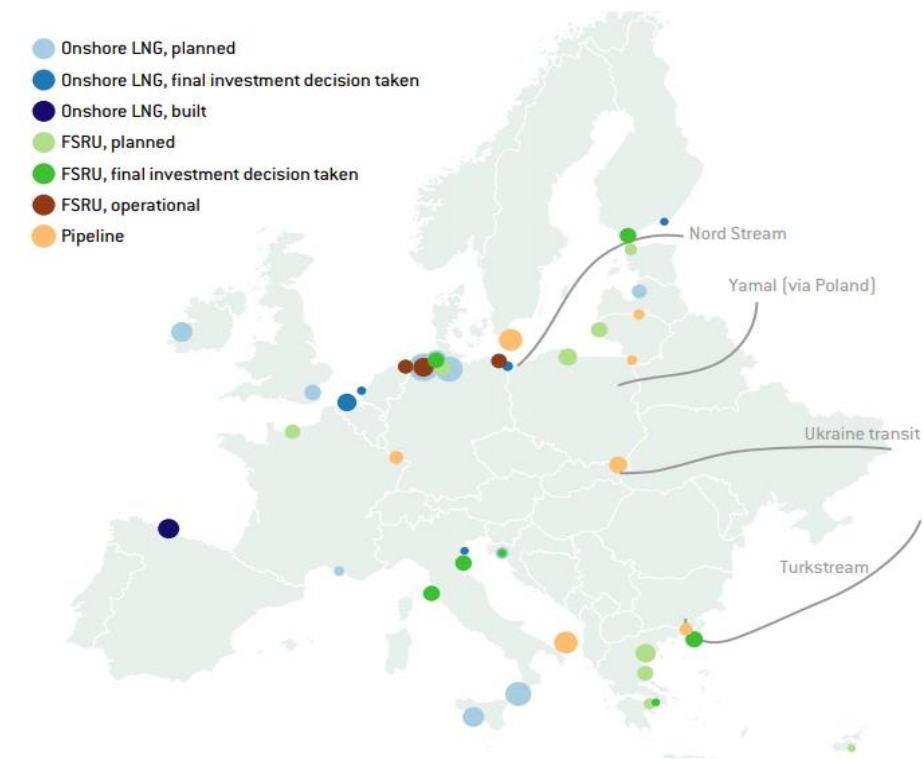 Onshore LNG, planned
Onshore LNG, final investment decision taken
Onshore LNG, built
FSRU, planned
FSRU, final investment decision taken
FSRU, operational
Pipeline
Nord Stream
Yamal (via Poland)
Ukraine transit
Turkstream